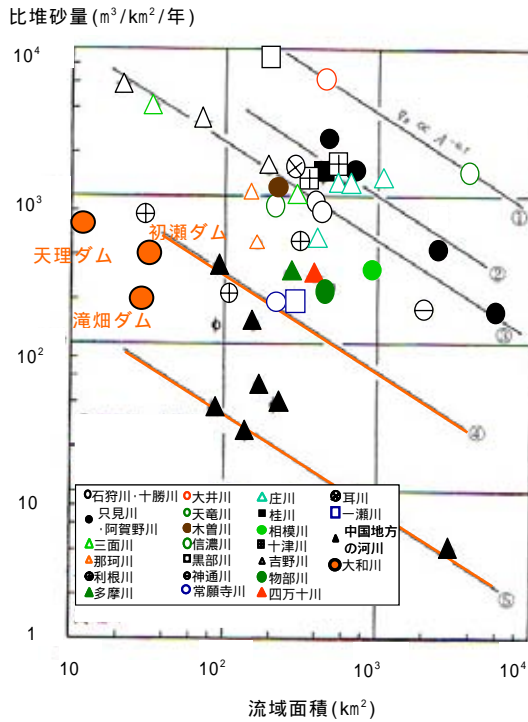 比堆砂量(m³/km²/年)
10⁴
10³
10²
10
1
qs ∝ A⁻⁰·⁷
①
②
③
④
⑤
初瀬ダム
天理ダム
滝畑ダム
石狩川・十勝川
只見川
・阿賀野川
三面川
那珂川
利根川
多摩川
大井川
天竜川
木曽川
信濃川
黒部川
神通川
常願寺川
庄川
桂川
相模川
十津川
吉野川
物部川
四万十川
耳川
一瀬川
中国地方
の河川
大和川
10
10²
10³
10⁴
流域面積(km²)